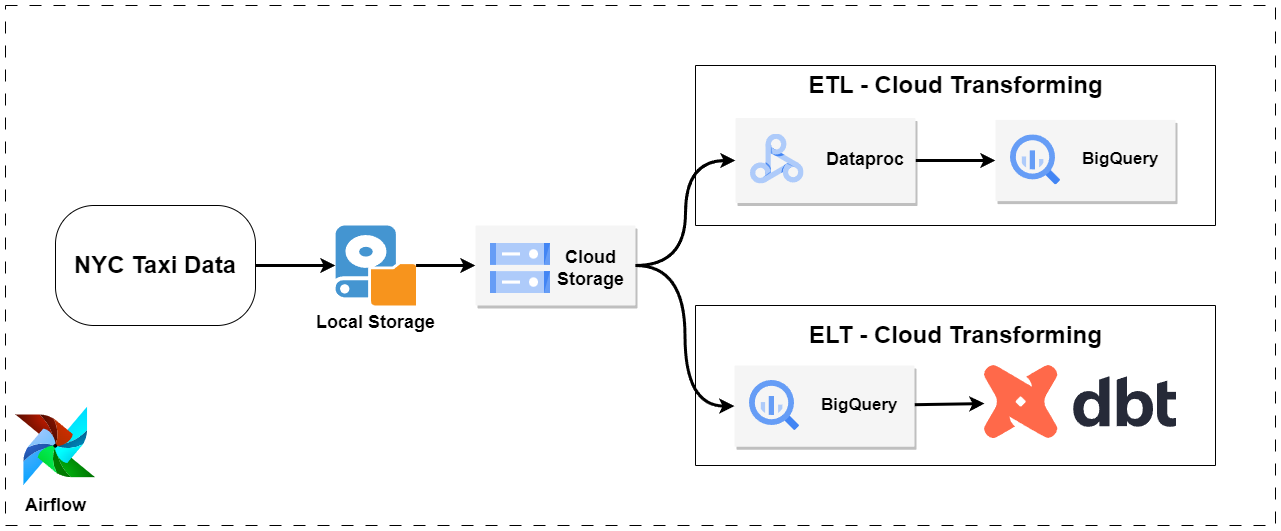 ETL - Cloud Transforming
Dataproc
BigQuery
NYC Taxi Data
Local Storage
Cloud
Storage
ELT - Cloud Transforming
BigQuery
dbt
Airflow